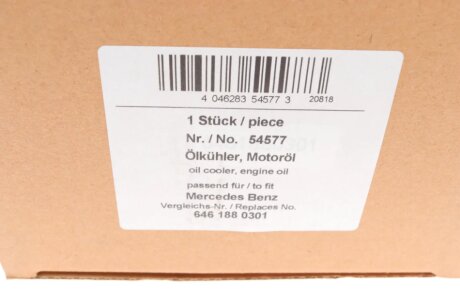 4 046283 54577 3 20818
1 Stück / piece
Nr. / No. 54577
Ölkühler, Motoröl
oil cooler, engine oil
passend für / to fit
Mercedes Benz
Vergleichs-Nr. / Replaces No.
646 188 0301